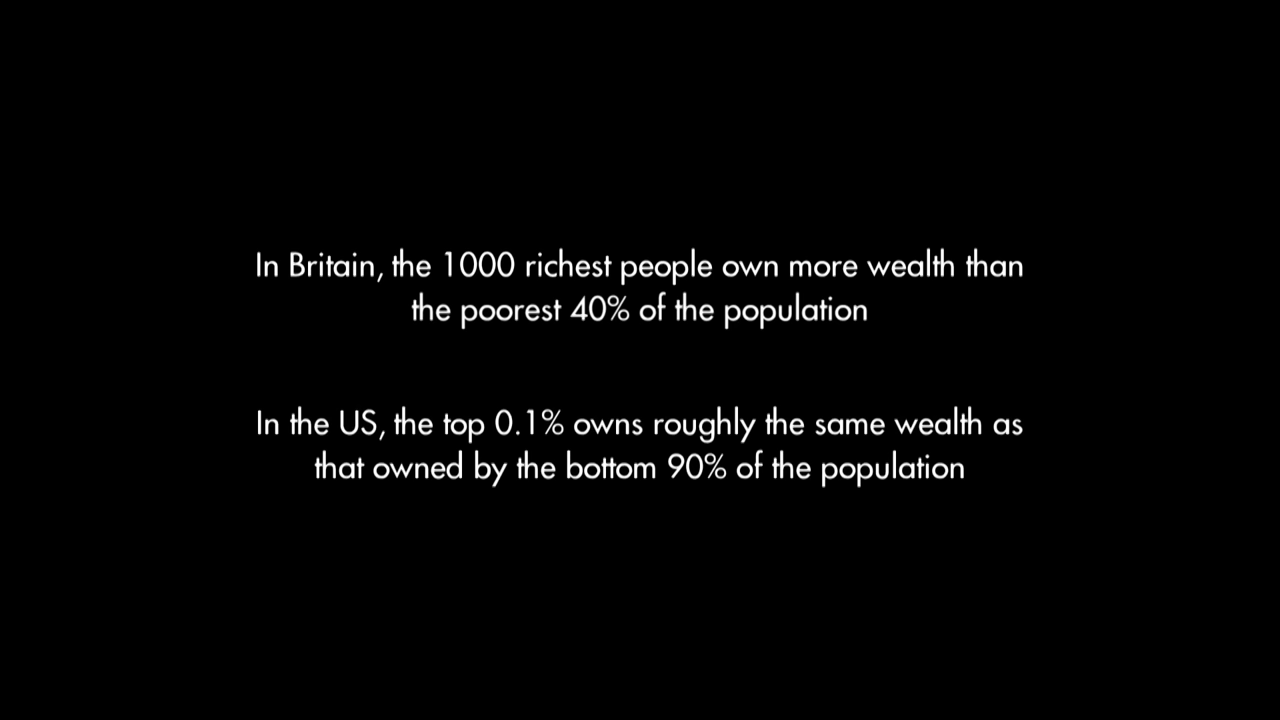 In Britain, the 1000 richest people own more wealth than
the poorest 40% of the population
In the US, the top 0.1% owns roughly the same wealth as
that owned by the bottom 90% of the population